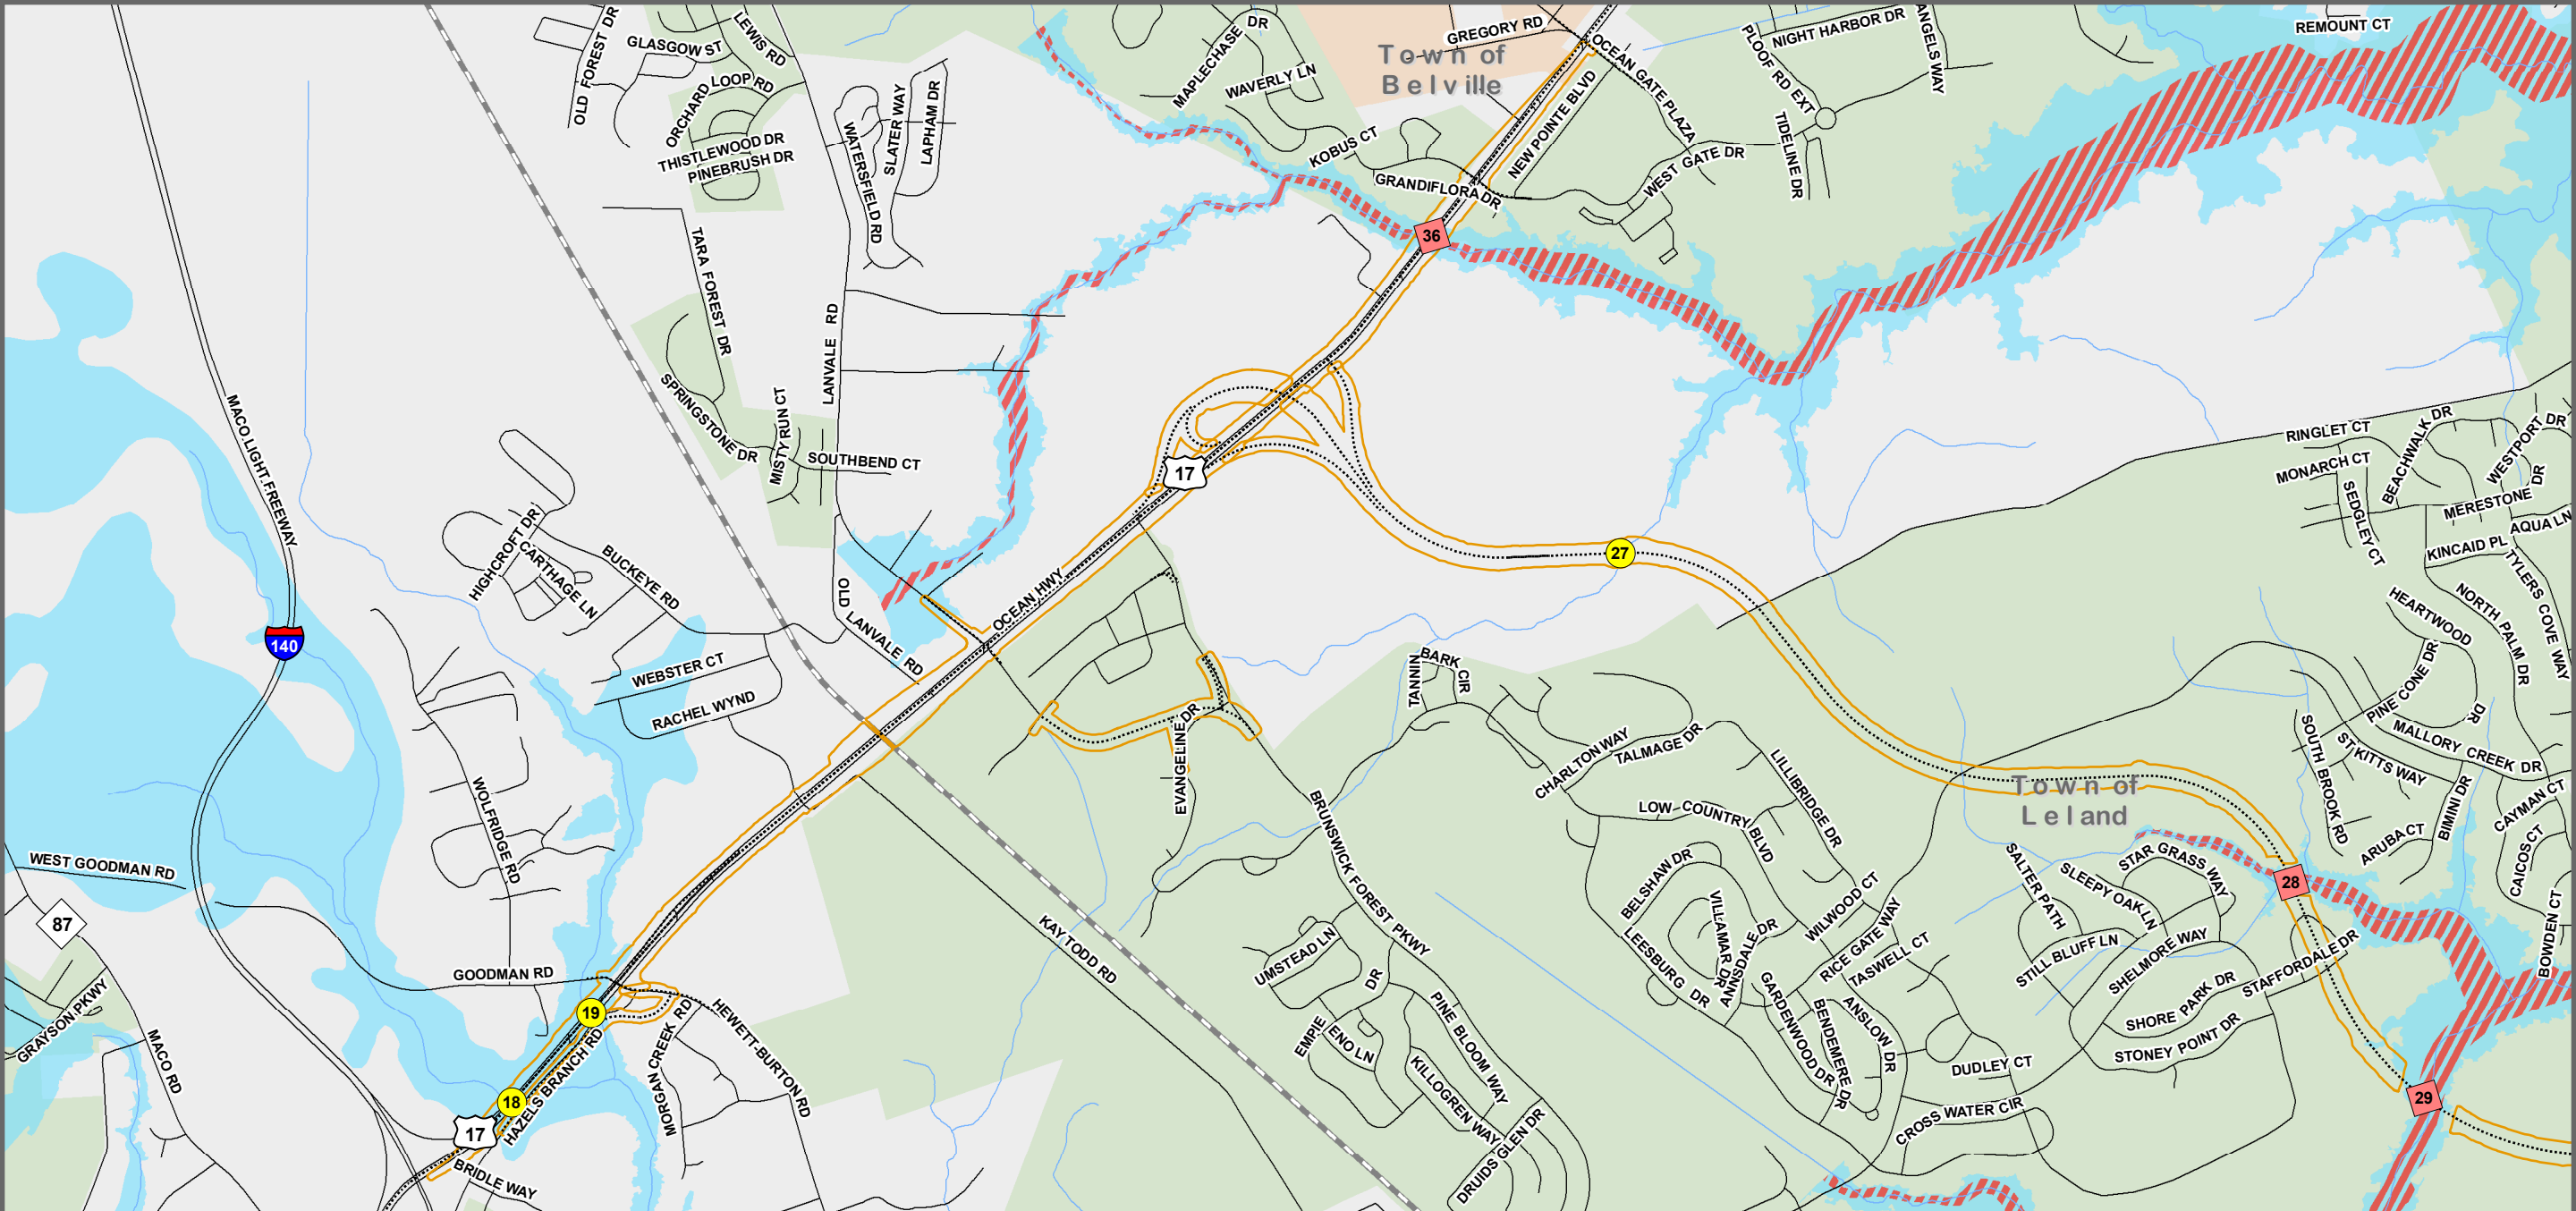 OLD FOREST DR
GLASGOW ST
LEWIS RD
ORCHARD LOOP RD
THISTLEWOOD DR
PINEBRUSH DR
WATERSFIELD RD
SLATER WAY
LAPHAM DR
MAPLECHASE DR
WAVERLY LN
Town of
Belville
GREGORY RD
OCEAN GATE PLAZA
NEW POINTE BLVD
PLOOF RD EXT
NIGHT HARBOR DR
ANGELS WAY
REMOUNT CT
KOBUS CT
GRANDIFLORA DR
WEST GATE DR
TIDELINE DR
36
TARA FOREST DR
LANVALE RD
SPRINGSTONE DR
MISTY RUN CT
SOUTHBEND CT
MACO LIGHT FREEWAY
17
27
RINGLET CT
MONARCH CT
SEDGLEY CT
BEACHWALK DR
WESTPORT DR
MERESTONE DR
AQUA LN
KINCAID PL
TYLERS COVE WAY
HIGHCROFT DR
CARTHAGE LN
BUCKEYE RD
OLD LANVALE RD
OCEAN HWY
140
WEBSTER CT
RACHEL WYND
HEARTWOOD DR
NORTH PALM DR
PINE CONE DR
MALLORY CREEK DR
SOUTH BROOK RD
ST KITTS WAY
BIMINI DR
ARUBA CT
CAYMAN CT
CAICOS CT
BOWDEN CT
TANNIN
BARK CIR
EVANGELINE DR
CHARLTON WAY
TALMAGE DR
LILLIBRIDGE DR
LOW COUNTRY BLVD
Town of
Leland
WOLFRIDGE RD
WEST GOODMAN RD
87
BRUNSWICK FOREST PKWY
BELSHAW DR
VILLAMAR DR
ANNSDALE DR
LEESBURG DR
WILWOOD CT
RICE GATE WAY
TASWELL CT
SALTER PATH
SLEEPY OAK LN
STAR GRASS WAY
28
STILL BLUFF LN
SHELMORE WAY
STAFFORDALE DR
SHORE PARK DR
STONEY POINT DR
KAY TODD RD
UMSTEAD LN
EMPIE DR
ENO LN
PINE BLOOM WAY
KILLOGREN WAY
DRUIDS GLEN DR
GARDENWOOD DR
BENDEMERE DR
ANSLOW DR
DUDLEY CT
CROSS WATER CIR
29
GOODMAN RD
19
18
17
HAZELS BRANCH RD
MORGAN CREEK RD
HEWETT-BURTON RD
BRIDLE WAY
GRAYSON PKWY
MACO RD